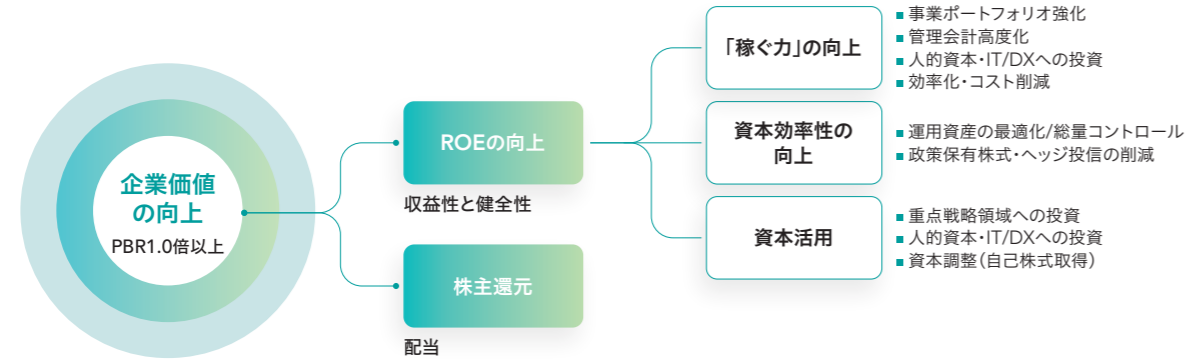 企業価値
の向上
PBR1.0倍以上
ROEの向上
収益性と健全性
株主還元
配当
「稼ぐ力」の向上
■ 事業ポートフォリオ強化
■ 管理会計高度化
■ 人的資本・IT/DXへの投資
■ 効率化・コスト削減
資本効率性の
向上
■ 運用資産の最適化/総量コントロール
■ 政策保有株式・ヘッジ投信の削減
資本活用
■ 重点戦略領域への投資
■ 人的資本・IT/DXへの投資
■ 資本調整（自己株式取得）